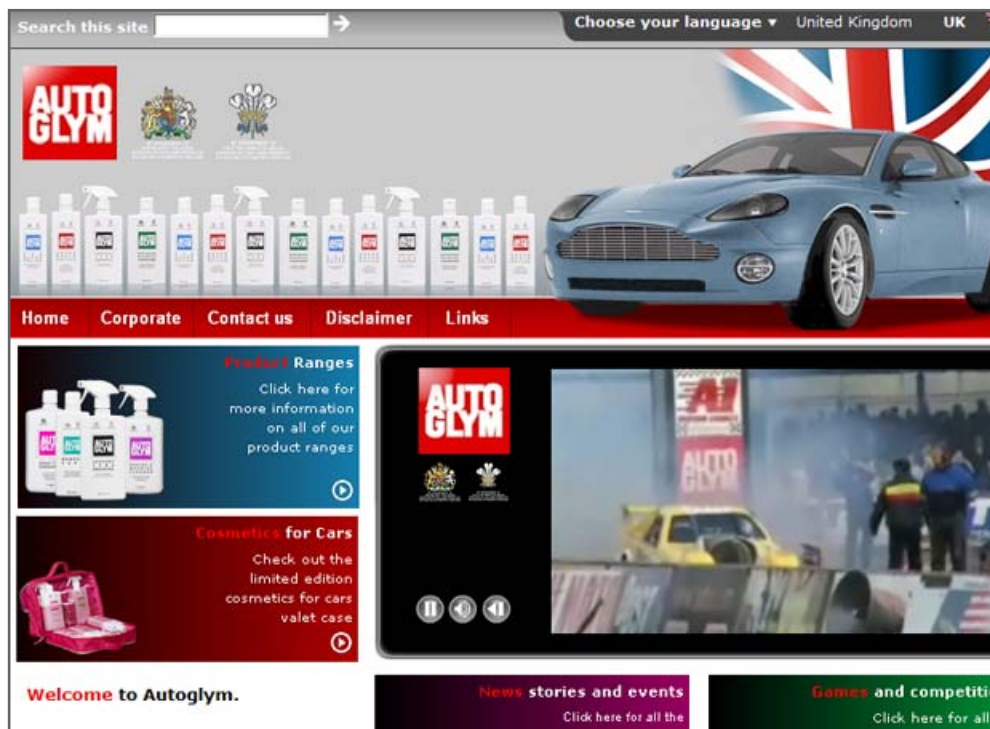 Search this site
Choose your language ▾ United Kingdom UK
AUTO
GLYM
Home Corporate Contact us Disclaimer Links
Product Ranges
Click here for
more information
on all of our
product ranges
Cosmetics for Cars
Check out the
limited edition
cosmetics for cars
valet case
AUTO
GLYM
AUTO
GLYM
Welcome to Autoglym.
News stories and events
Click here for all the
Games and competiti
Click here for all